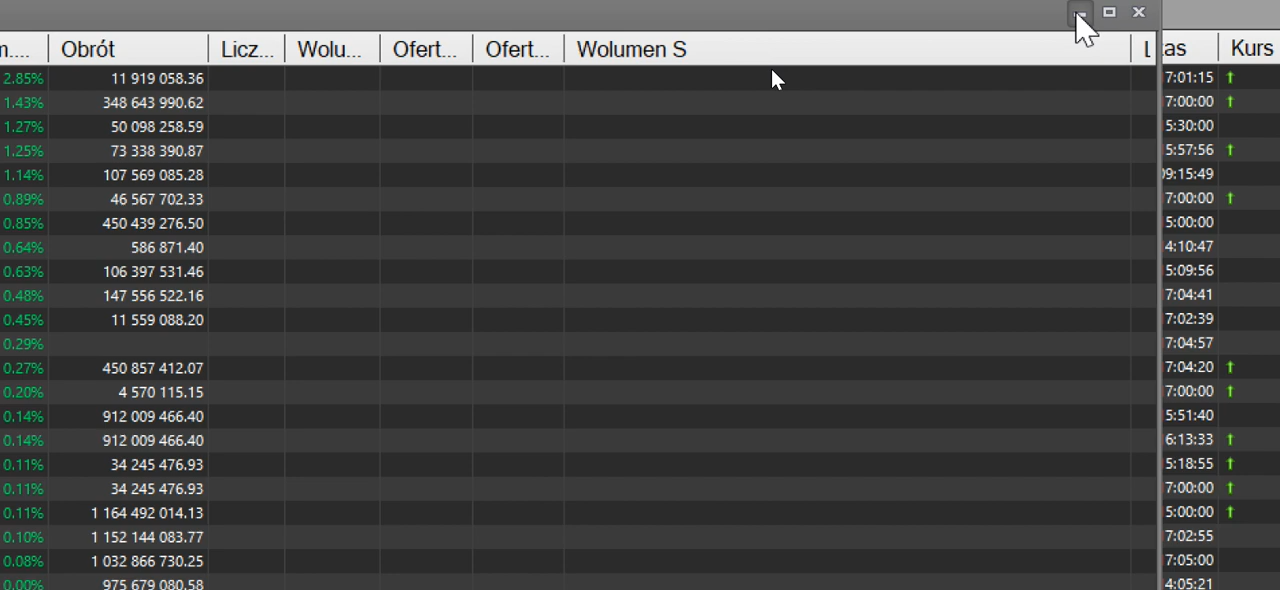 m.... Obrót Licz... Wolu... Ofert... Ofert... Wolumen S L as Kurs
2.85% 11 919 058.36 7:01:15
1.43% 348 643 990.62 7:00:00
1.27% 50 098 258.59 5:30:00
1.25% 73 338 390.87 5:57:56
1.14% 107 569 085.28 09:15:49
0.89% 46 567 702.33 7:00:00
0.85% 450 439 276.50 5:00:00
0.64% 586 871.40 4:10:47
0.63% 106 397 531.46 5:09:56
0.48% 147 556 522.16 7:04:41
0.45% 11 559 088.20 7:02:39
0.29% 7:04:57
0.27% 450 857 412.07 7:04:20
0.20% 4 570 115.15 7:00:00
0.14% 912 009 466.40 5:51:40
0.14% 912 009 466.40 6:13:33
0.11% 34 245 476.93 5:18:55
0.11% 34 245 476.93 7:00:00
0.11% 1 164 492 014.13 5:00:00
0.10% 1 152 144 083.77 7:02:55
0.08% 1 032 866 730.25 7:05:00
0.00% 975 679 080.58 4:05:21